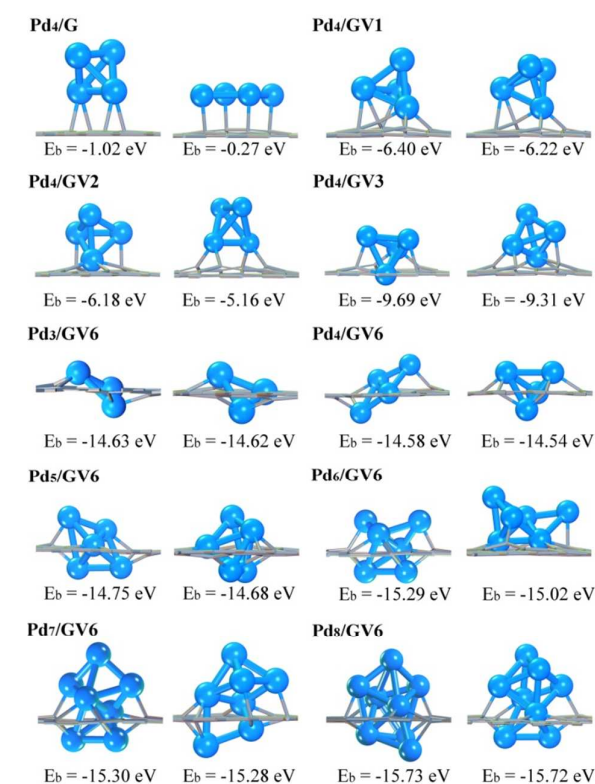 Pd4/G Pd4/GV1
Eb = -1.02 eV Eb = -0.27 eV Eb = -6.40 eV Eb = -6.22 eV
Pd4/GV2 Pd4/GV3
Eb = -6.18 eV Eb = -5.16 eV Eb = -9.69 eV Eb = -9.31 eV
Pd3/GV6 Pd4/GV6
Eb = -14.63 eV Eb = -14.62 eV Eb = -14.58 eV Eb = -14.54 eV
Pd5/GV6 Pd6/GV6
Eb = -14.75 eV Eb = -14.68 eV Eb = -15.29 eV Eb = -15.02 eV
Pd7/GV6 Pd8/GV6
Eb = -15.30 eV Eb = -15.28 eV Eb = -15.73 eV Eb = -15.72 eV